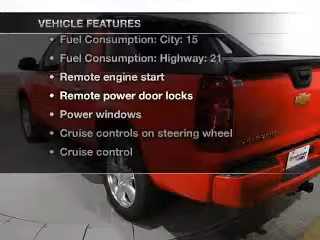 VEHICLE FEATURES
• Fuel Consumption: City: 15
• Fuel Consumption: Highway: 21
• Remote engine start
• Remote power door locks
• Power windows
• Cruise controls on steering wheel
• Cruise control